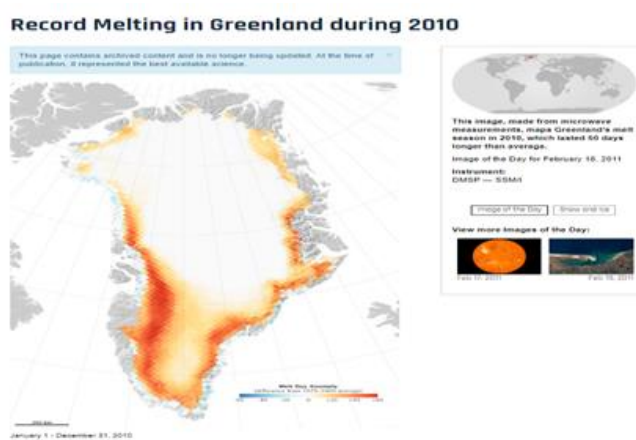 Record Melting in Greenland during 2010
This page contains archived content and is no longer being updated. At the time of
publication, it represented the best available science.
This image, made from microwave
measurements, maps Greenland's melt
season in 2010, which lasted 50 days
longer than average.
Image of the Day for February 18, 2011
Instrument:
DMSP — SSM/I
Image of the Day
Snow and Ice
View more Images of the Day:
Feb 2011
Feb 2011
Melt Day Anomaly
January 1 - December 31, 2010